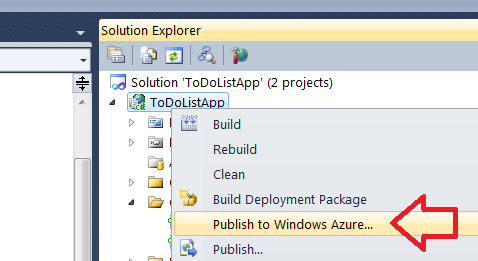 Solution Explorer
Solution 'ToDoListApp' (2 projects)
ToDoListApp
Build
Rebuild
Clean
Build Deployment Package
Publish to Windows Azure...
Publish...